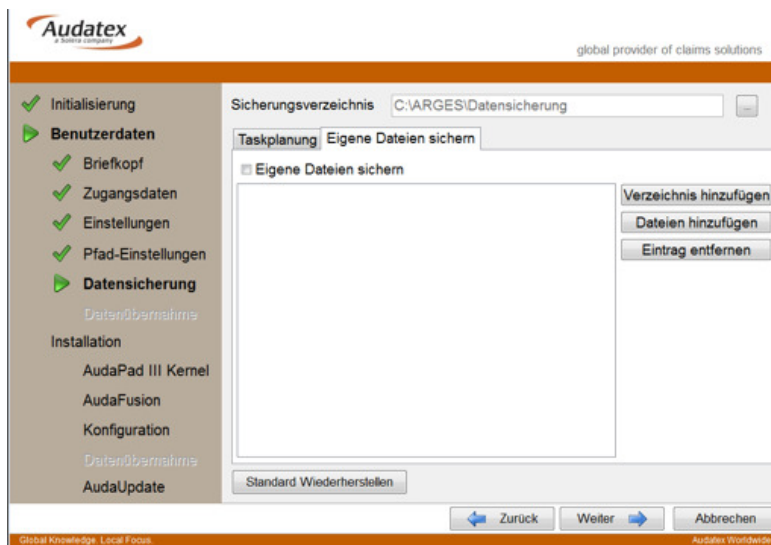 Audatex
a Solera company
global provider of claims solutions
Initialisierung
Benutzerdaten
Briefkopf
Zugangsdaten
Einstellungen
Pfad-Einstellungen
Datensicherung
Datenübernahme
Installation
AudaPad III Kernel
AudaFusion
Konfiguration
Datenübernahme
AudaUpdate
Sicherungsverzeichnis C:\ARGES\Datensicherung ...
Taskplanung Eigene Dateien sichern
Eigene Dateien sichern
Verzeichnis hinzufügen
Dateien hinzufügen
Eintrag entfernen
Standard Wiederherstellen
Zurück Weiter Abbrechen
Global Knowledge. Local Focus. Audatex Worldwide